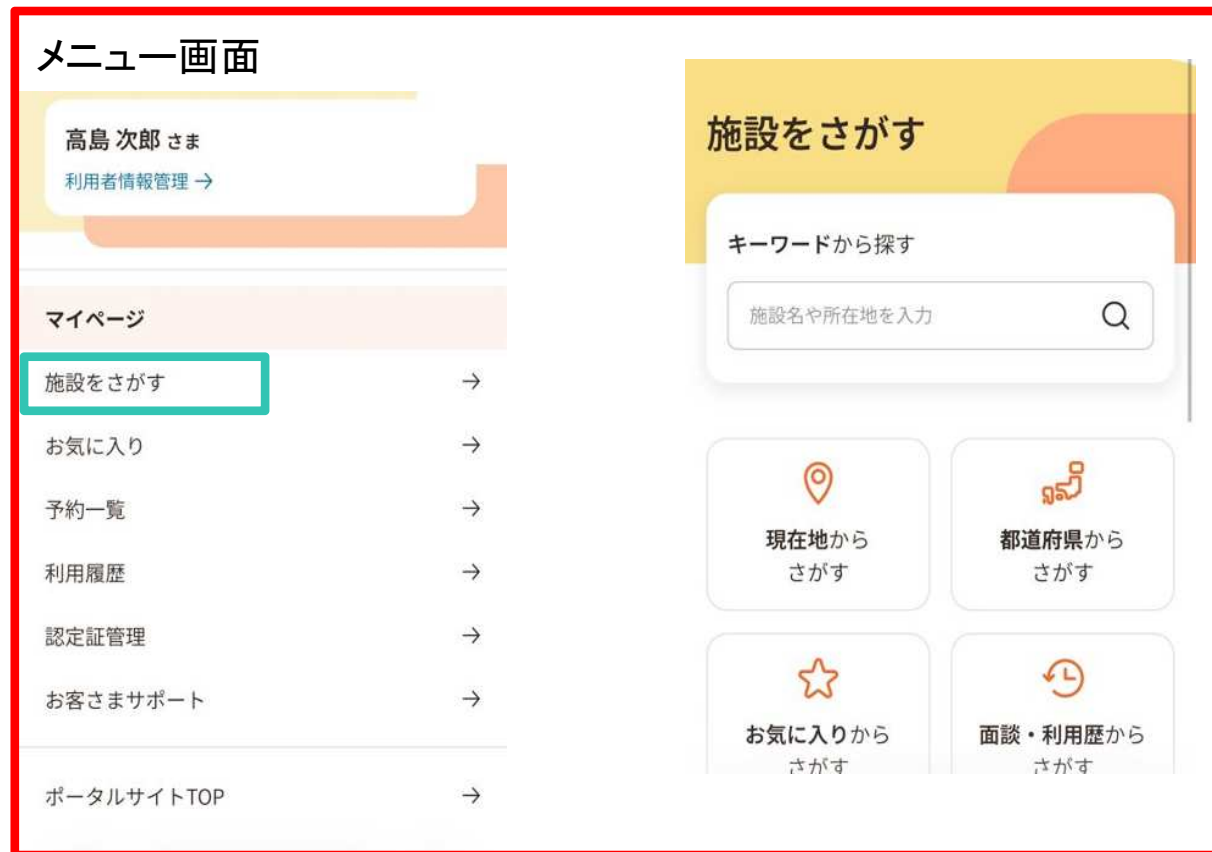 メニュー画面
高島 次郎 さま
利用者情報管理 →
マイページ
施設をさがす →
お気に入り →
予約一覧 →
利用履歴 →
認定証管理 →
お客さまサポート →
ポータルサイトTOP →
施設をさがす
キーワードから探す
施設名や所在地を入力
現在地から
さがす
都道府県から
さがす
お気に入りから
さがす
面談・利用歴から
さがす